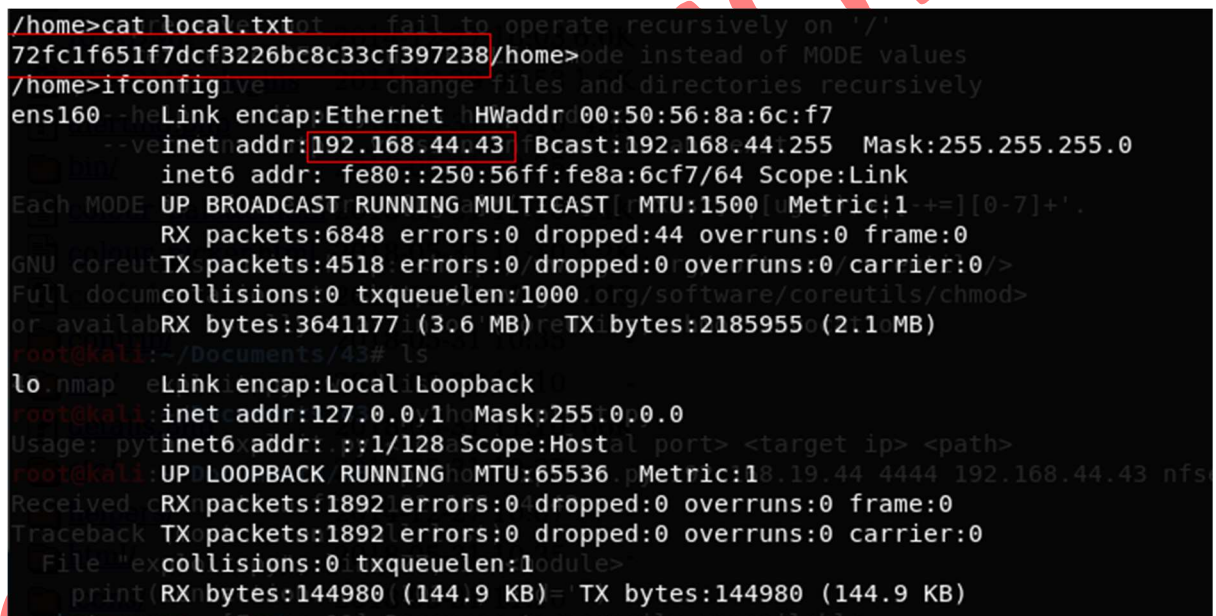 /home>cat local.txt
72fc1f651f7dcf3226bc8c33cf397238/home>
/home>ifconfig
ens160 Link encap:Ethernet HWaddr 00:50:56:8a:6c:f7
inet addr:192.168.44.43 Bcast:192.168.44.255 Mask:255.255.255.0
inet6 addr: fe80::250:56ff:fe8a:6cf7/64 Scope:Link
UP BROADCAST RUNNING MULTICAST MTU:1500 Metric:1
RX packets:6848 errors:0 dropped:44 overruns:0 frame:0
TX packets:4518 errors:0 dropped:0 overruns:0 carrier:0
collisions:0 txqueuelen:1000
RX bytes:3641177 (3.6 MB) TX bytes:2185955 (2.1 MB)
lo Link encap:Local Loopback
inet addr:127.0.0.1 Mask:255.0.0.0
inet6 addr: ::1/128 Scope:Host
UP LOOPBACK RUNNING MTU:65536 Metric:1
RX packets:1892 errors:0 dropped:0 overruns:0 frame:0
TX packets:1892 errors:0 dropped:0 overruns:0 carrier:0
collisions:0 txqueuelen:1
RX bytes:144980 (144.9 KB) TX bytes:144980 (144.9 KB)